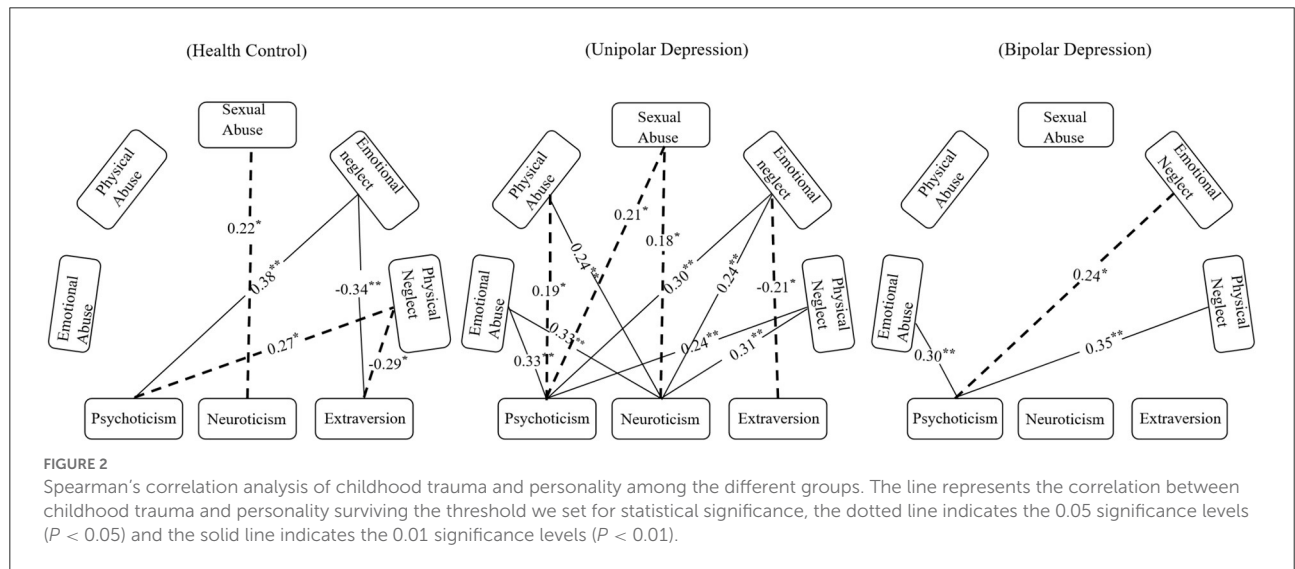 (Health Control)
Sexual
Abuse
Physical
Abuse
Emotional
neglect
Emotional
Abuse
Physical
Neglect
0.22*
0.38**
-0.34**
0.27*
-0.29*
Psychoticism
Neuroticism
Extraversion
(Unipolar Depression)
Sexual
Abuse
Physical
Abuse
Emotional
neglect
Emotional
Abuse
Physical
Neglect
0.21*
0.18*
0.24**
0.19*
0.30**
0.24**
-0.21*
0.33**
0.33**
0.24**
0.31**
Psychoticism
Neuroticism
Extraversion
(Bipolar Depression)
Sexual
Abuse
Physical
Abuse
Emotional
Neglect
Emotional
Abuse
Physical
Neglect
0.24*
0.30**
0.35**
Psychoticism
Neuroticism
Extraversion
FIGURE 2
Spearman's correlation analysis of childhood trauma and personality among the different groups. The line represents the correlation between
childhood trauma and personality surviving the threshold we set for statistical significance, the dotted line indicates the 0.05 significance levels
(P < 0.05) and the solid line indicates the 0.01 significance levels (P < 0.01).